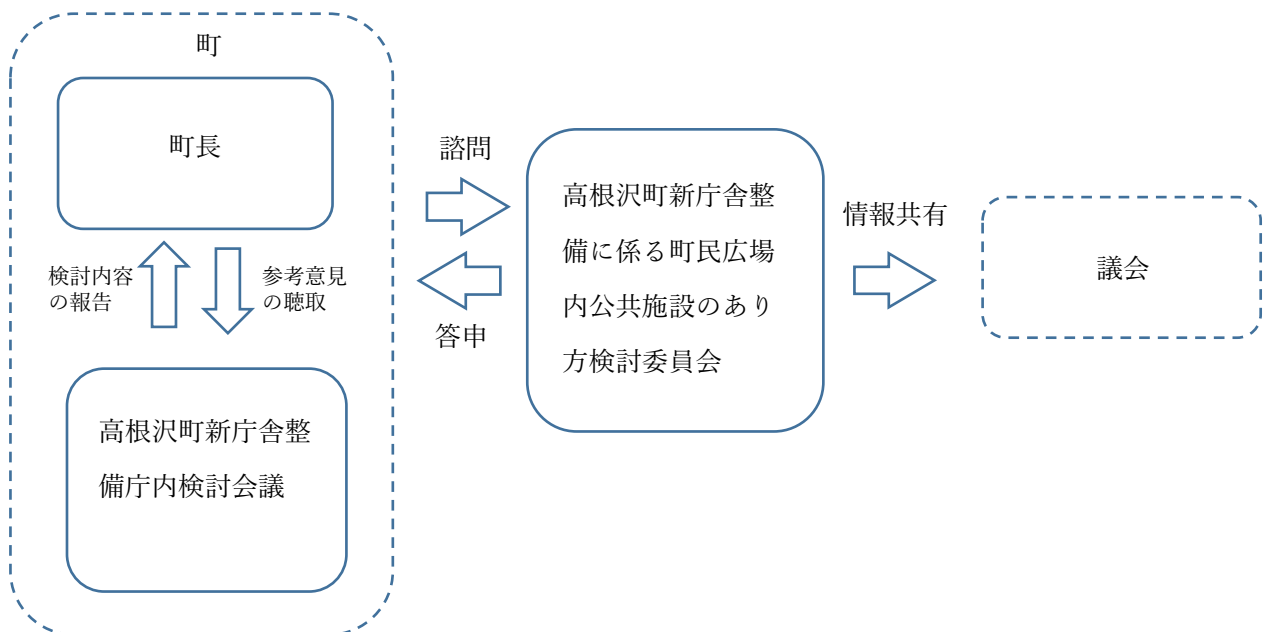 町
町長
検討内容
の報告
参考意見
の聴取
高根沢町新庁舎整
備庁内検討会議
諮問
答申
高根沢町新庁舎整
備に係る町民広場
内公共施設のあり
方検討委員会
情報共有
議会